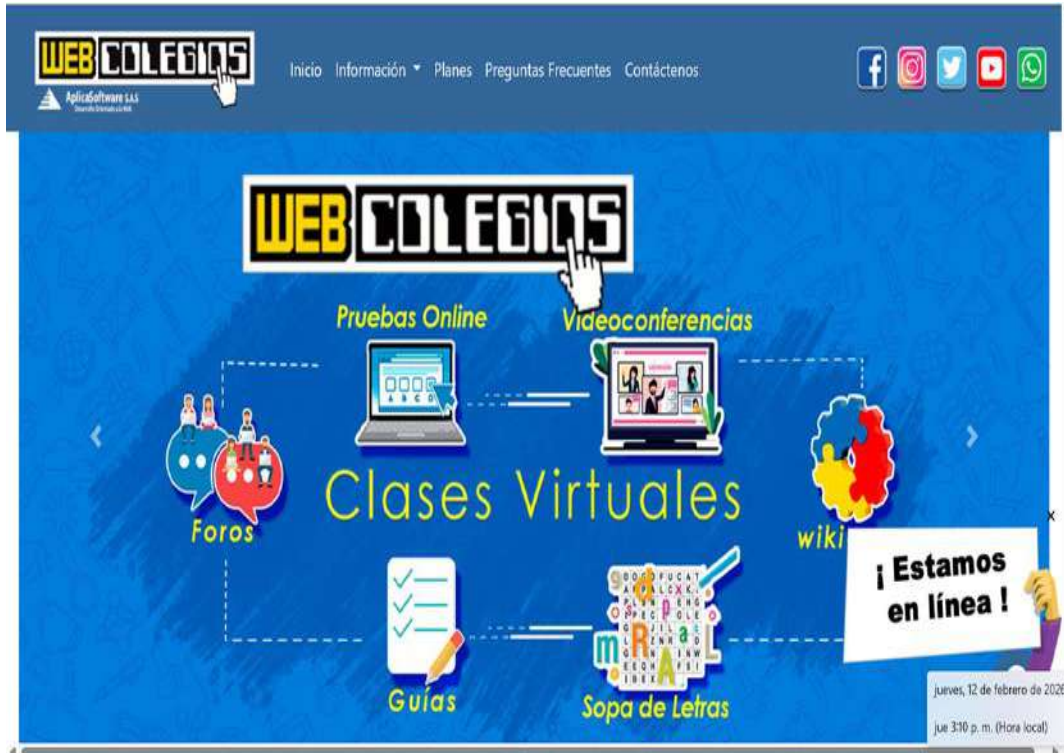 WEB COLEGIOS
AplicaSoftware S.A.S
Inicio Información Planes Preguntas Frecuentes Contáctenos
WEB COLEGIOS
Pruebas Online
Videoconferencias
Foros
Clases Virtuales
wiki
¡ Estamos
en línea !
Guías
Sopa de Letras
jueves, 12 de febrero de 2026
jue 3:10 p. m. (Hora local)